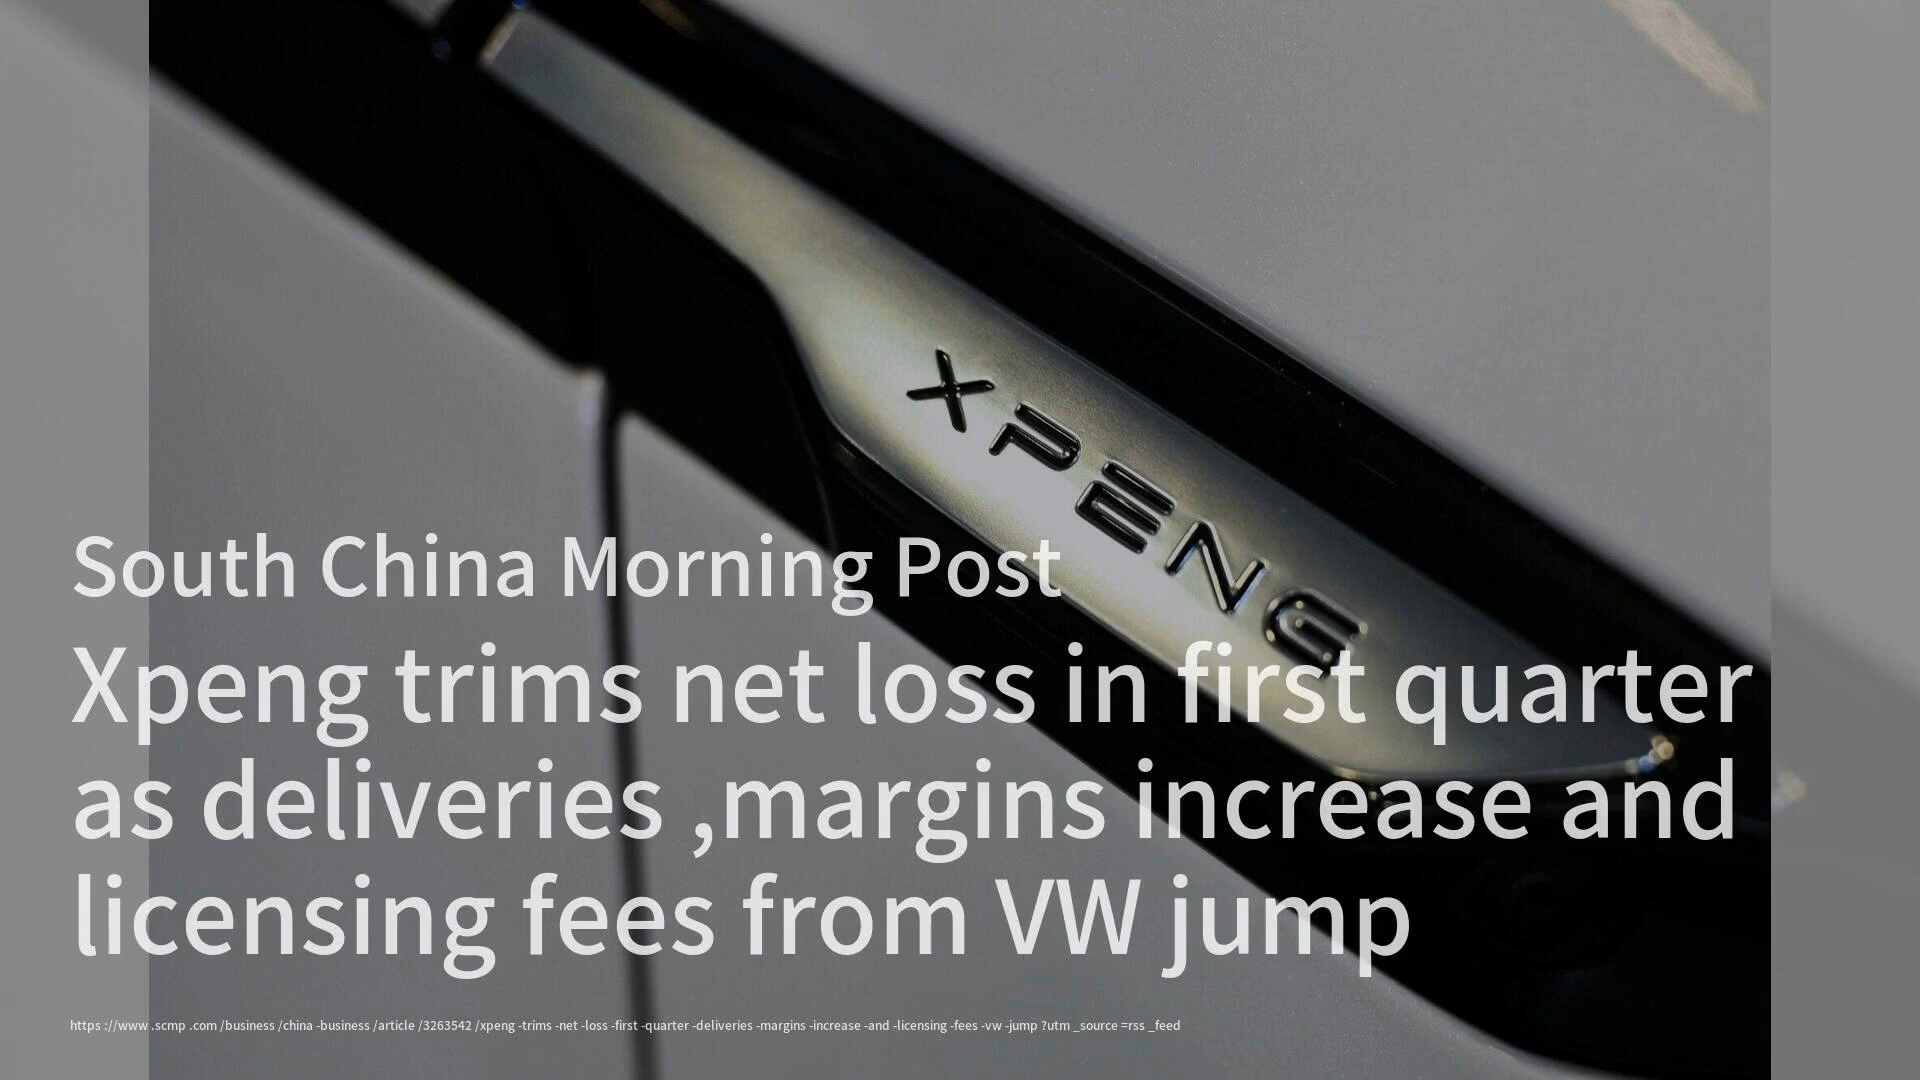 XPENG
South China Morning Post
Xpeng trims net loss in first quarter
as deliveries ,margins increase and
licensing fees from VW jump
https ://www .scmp .com /business /china -business /article /3263542 /xpeng -trims -net -loss -first -quarter -deliveries -margins -increase -and -licensing -fees -vw -jump ?utm _source =rss _feed